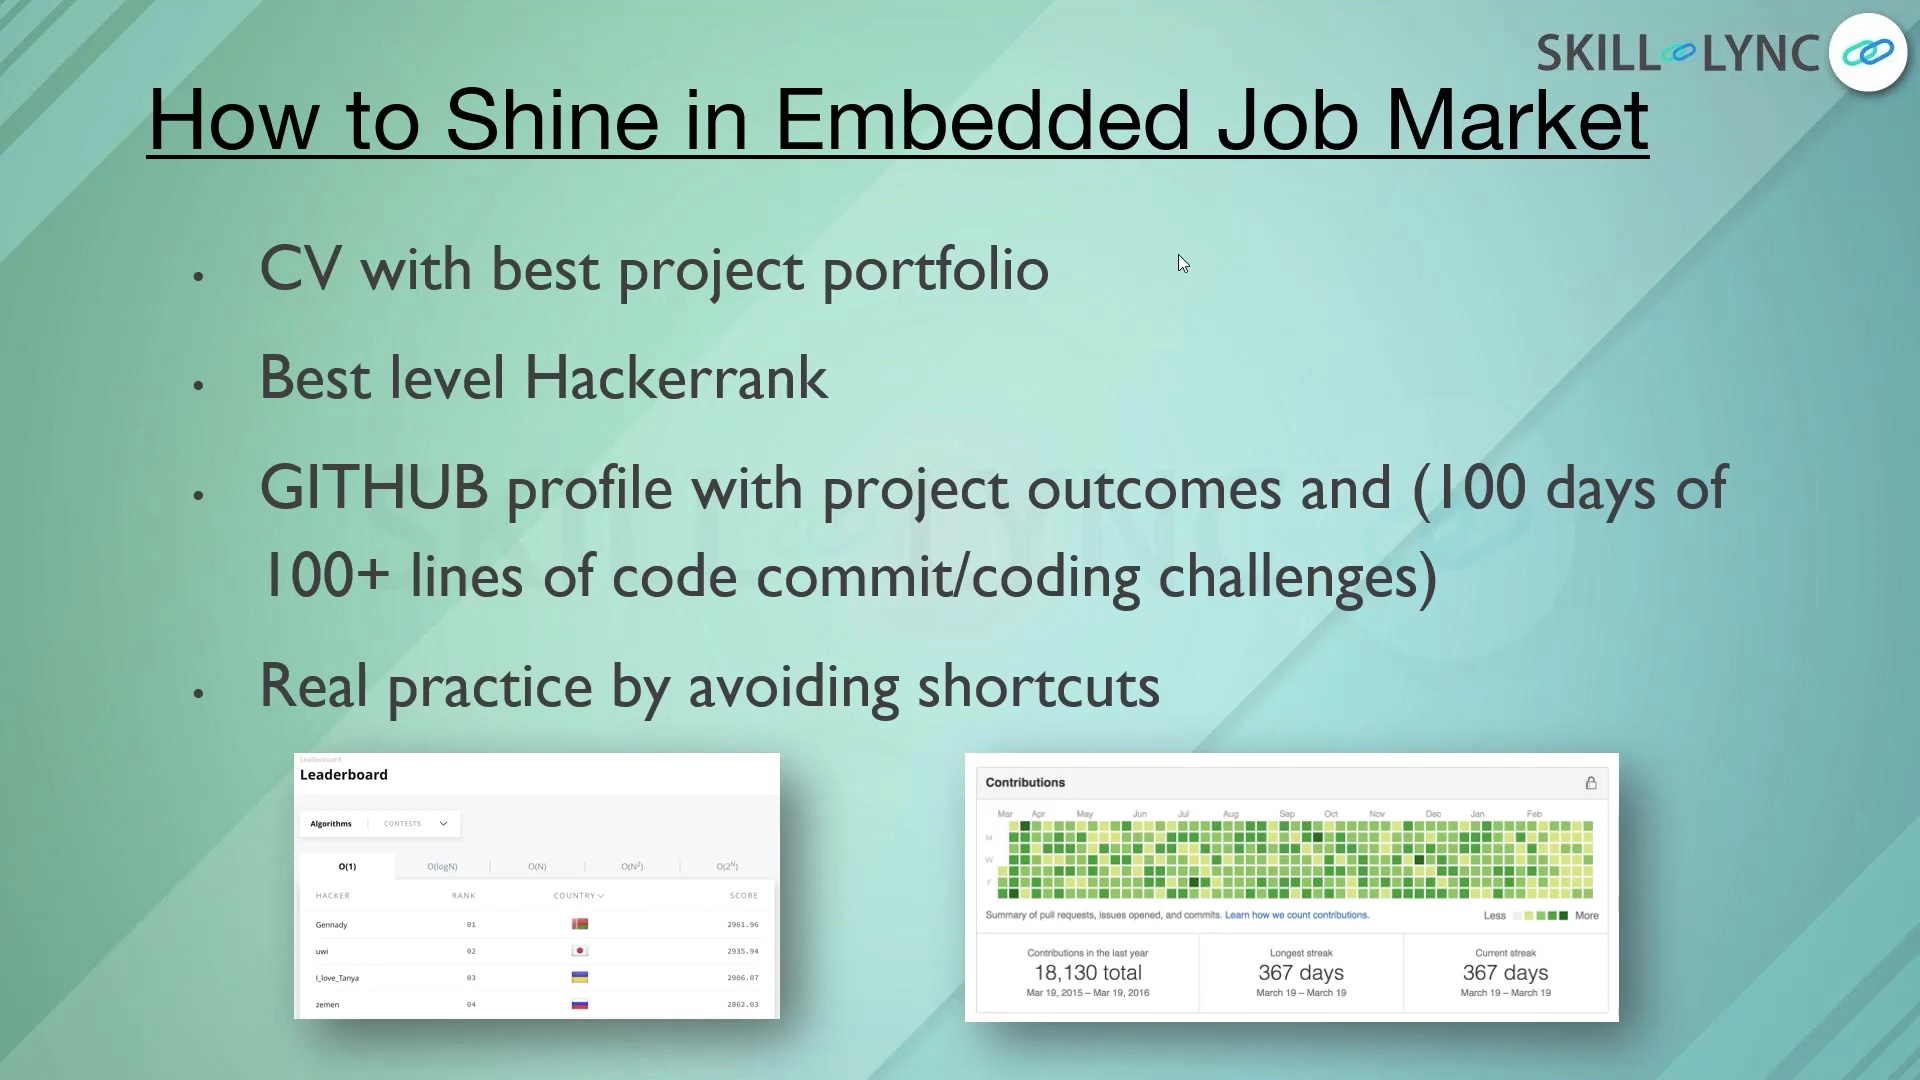 SKILL LYNC
How to Shine in Embedded Job Market
• CV with best project portfolio
• Best level Hackerrank
• GITHUB profile with project outcomes and (100 days of
100+ lines of code commit/coding challenges)
• Real practice by avoiding shortcuts
Leaderboard
Leaderboard
Algorithms CONTESTS
O(1) O(logN) O(N) O(N²) O(2ᴺ)
HACKER RANK COUNTRY SCORE
Gennady 01 2961.96
uwi 02 2935.94
I_love_Tanya 03 2906.07
zemen 04 2862.03
Contributions
Mar Apr May Jun Jul Aug Sep Oct Nov Dec Jan Feb
M
W
F
Summary of pull requests, issues opened, and commits. Learn how we count contributions. Less More
Contributions in the last year Longest streak Current streak
18,130 total 367 days 367 days
Mar 19, 2015 – Mar 19, 2016 March 19 – March 19 March 19 – March 19